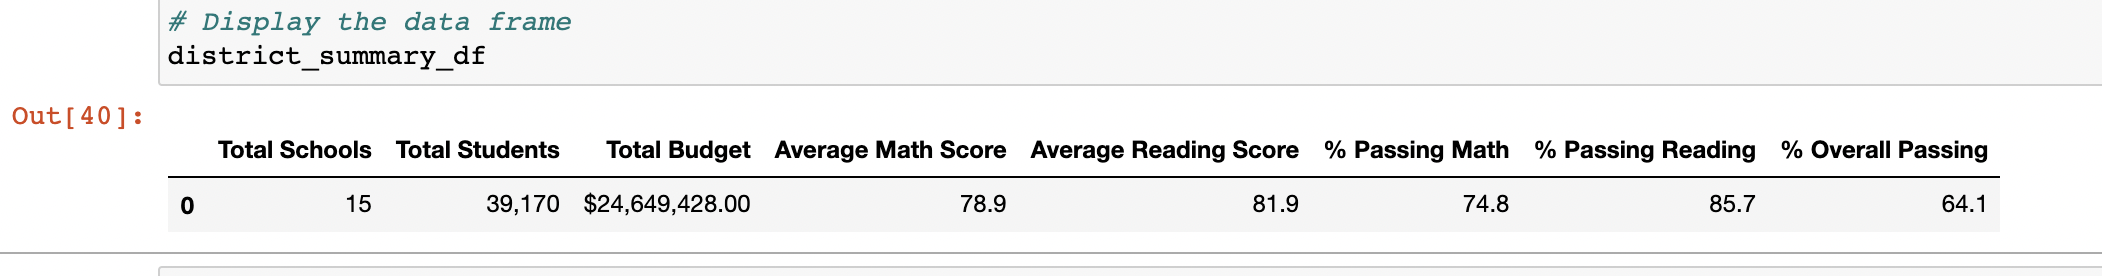 # Display the data frame
district_summary_df
Out[40]:
Total Schools Total Students Total Budget Average Math Score Average Reading Score % Passing Math % Passing Reading % Overall Passing
0 15 39,170 $24,649,428.00 78.9 81.9 74.8 85.7 64.1